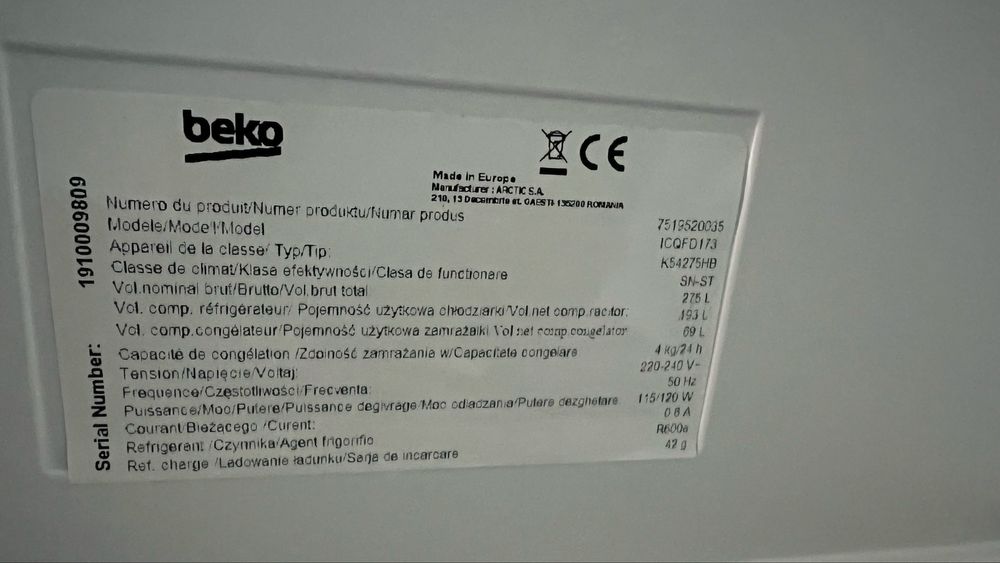 beko
CE
Made in Europe
Manufacturer : ARCTIC S.A.
210, 13 Decembrie st. GAESTI 135200 ROMANIA
Numero du produit/Numer produktu/Numar produs 7519520035
Modele/Model/Model ICQFD173
Appareil de la classe/ Typ/Tip: K54275HB
Classe de climat/Klasa efektywności/Clasa de functionare SN-ST
Vol.nominal brut/Brutto/Vol.brut total 275 L
Vol. comp. réfrigérateur/ Pojemność użytkowa chłodziarki/Vol.net comp.racitor: 193 L
Vol. comp.congélateur/Pojemność użytkowa zamrażalki Vol net comp.congelator 69 L
Capacité de congélation /Zdolność zamrażania w/Capacitate congelare 4 kg/24 h
Tension/Napięcie/Voltaj: 220-240 V~
Frequence/Częstotliwości/Frecventa: 50 Hz
Puissance/Moc/Putere/Puissance degivrage/Moc odladzania/Putere dezghetare 115/120 W
Courant/Bieżącego /Curent: 0.6 A
Refrigerant /Czynnika/Agent frigorific R600a
Ref. charge /Ładowanie ładunku/Sarja de incarcare 42 g
Serial Number: 1910009809